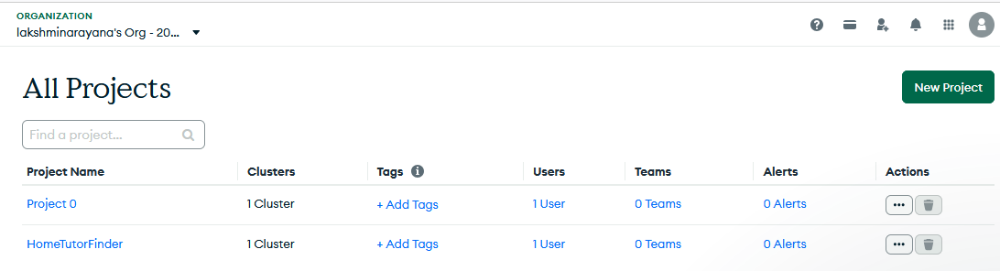 ORGANIZATION
lakshminarayana's Org - 20...
All Projects
New Project
Find a project...
Project Name Clusters Tags Users Teams Alerts Actions
Project 0 1 Cluster + Add Tags 1 User 0 Teams 0 Alerts
HomeTutorFinder 1 Cluster + Add Tags 1 User 0 Teams 0 Alerts